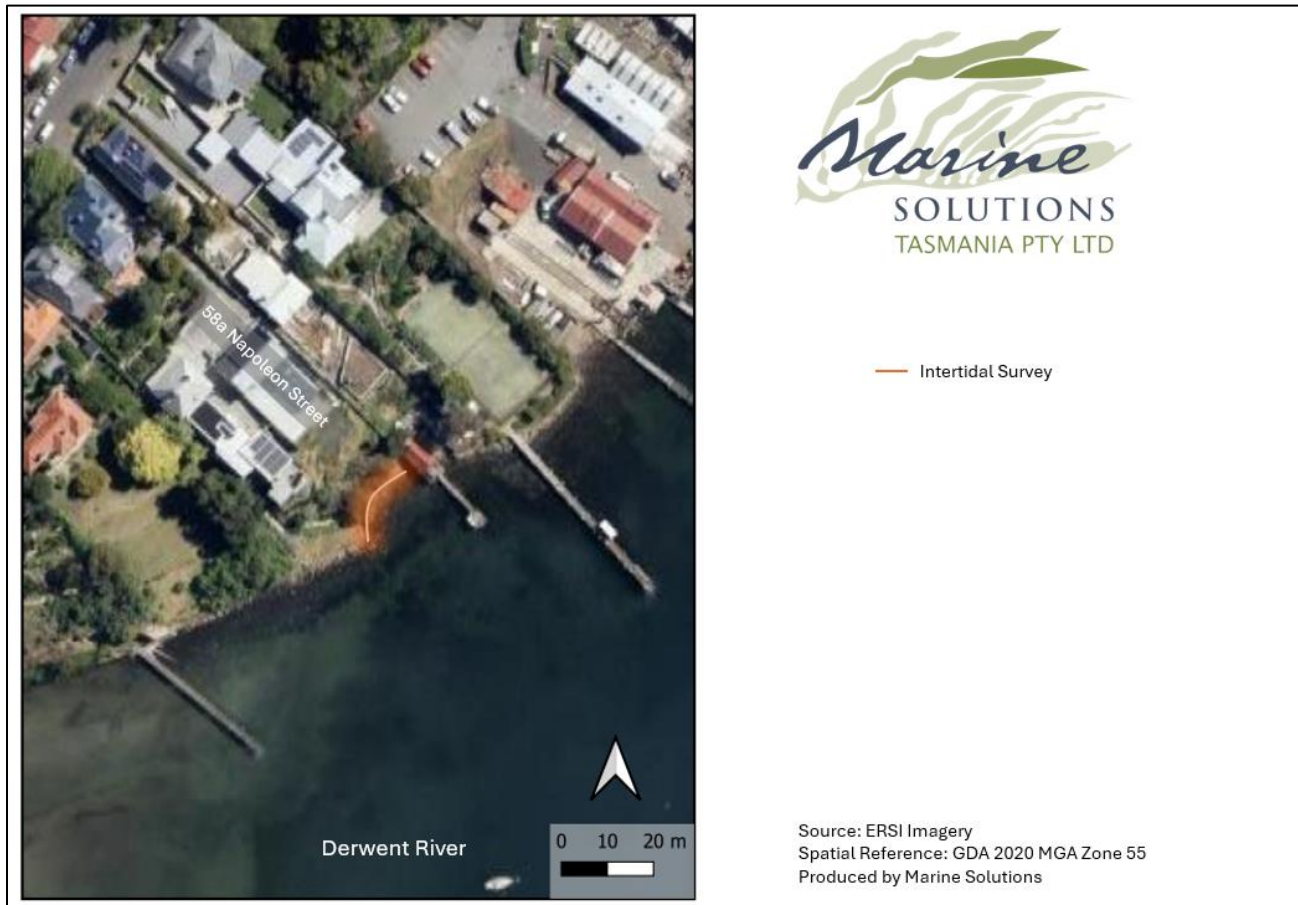 58a Napoleon Street
Derwent River
0 10 20 m
Marine
SOLUTIONS
TASMANIA PTY LTD
Intertidal Survey
Source: ERSI Imagery
Spatial Reference: GDA 2020 MGA Zone 55
Produced by Marine Solutions